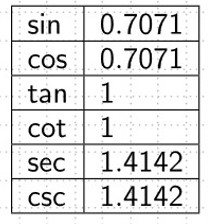 sin 0.7071
cos 0.7071
tan 1
cot 1
sec 1.4142
csc 1.4142